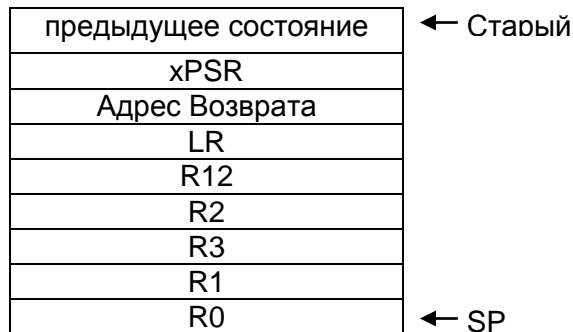 предыдущее состояние
Старый
xPSR
Адрес Возврата
LR
R12
R2
R3
R1
R0
SP